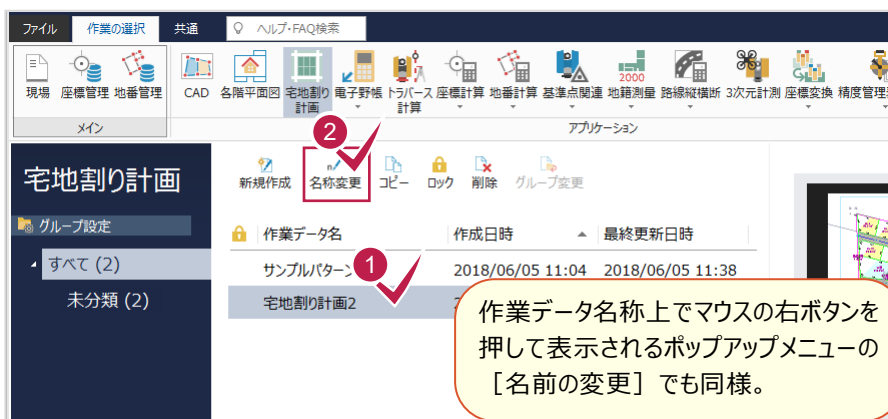 ファイル 作業の選択 共通 ヘルプ・FAQ検索
現場 座標管理 地番管理 CAD 各階平面図 宅地割り 電子野帳 トラバース 座標計算 地番計算 基準点関連 地籍測量 路線縦横断 3次元計測 座標変換 精度管理
計画 計算
2000
メイン アプリケーション
2
宅地割り計画
新規作成 名称変更 コピー ロック 削除 グループ変更
グループ設定
作業データ名 作成日時 最終更新日時
すべて (2)
1
サンプルパターン 2018/06/05 11:04 2018/06/05 11:38
未分類 (2)
宅地割り計画2
作業データ名称上でマウスの右ボタンを
押して表示されるポップアップメニューの
［名前の変更］でも同様。